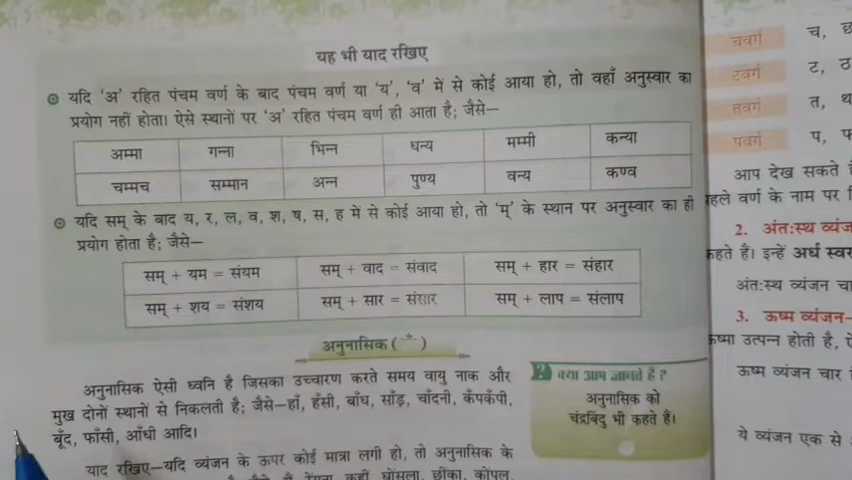 यह भी याद रखिए
यदि ‘अ’ रहित पंचम वर्ण के बाद पंचम वर्ण या ‘य’, ‘व’ में से कोई आया हो, तो वहाँ अनुस्वार का
प्रयोग नहीं होता। ऐसे स्थानों पर ‘अ’ रहित पंचम वर्ण ही आता है; जैसे—
अम्मा गन्ना भिन्न धन्य मम्मी कन्या
चम्मच सम्मान अन्न पुण्य वन्य कण्व
यदि सम् के बाद य, र, ल, व, श, ष, स, ह में से कोई आया हो, तो ‘म्’ के स्थान पर अनुस्वार का ही
प्रयोग होता है; जैसे—
सम् + यम = संयम सम् + वाद = संवाद सम् + हार = संहार
सम् + शय = संशय सम् + सार = संसार सम् + लाप = संलाप
अनुनासिक ( ँ )
अनुनासिक ऐसी ध्वनि है जिसका उच्चारण करते समय वायु नाक और
मुख दोनों स्थानों से निकलती है; जैसे—हाँ, हँसी, बाँध, साँड़, चाँदनी, कँपकँपी,
बूँद, फाँसी, आँधी आदि।
याद रखिए—यदि व्यंजन के ऊपर कोई मात्रा लगी हो, तो अनुनासिक के
कहीं, घोंसला, छींका, कोंपल,
क्या आप जानते हैं?
अनुनासिक को
चंद्रबिंदु भी कहते हैं।
चवर्ग च,
टवर्ग ट, ठ
तवर्ग त, थ
पवर्ग प,
आप देख सकते
पहले वर्ण के नाम पर
2. अंतःस्थ
कहते हैं। इन्हें अर्ध स्वर
अंतःस्थ व्यंजन
3. ऊष्म व्यंजन—
ऊष्मा उत्पन्न होती है,
ऊष्म व्यंजन चार
ये व्यंजन एक से